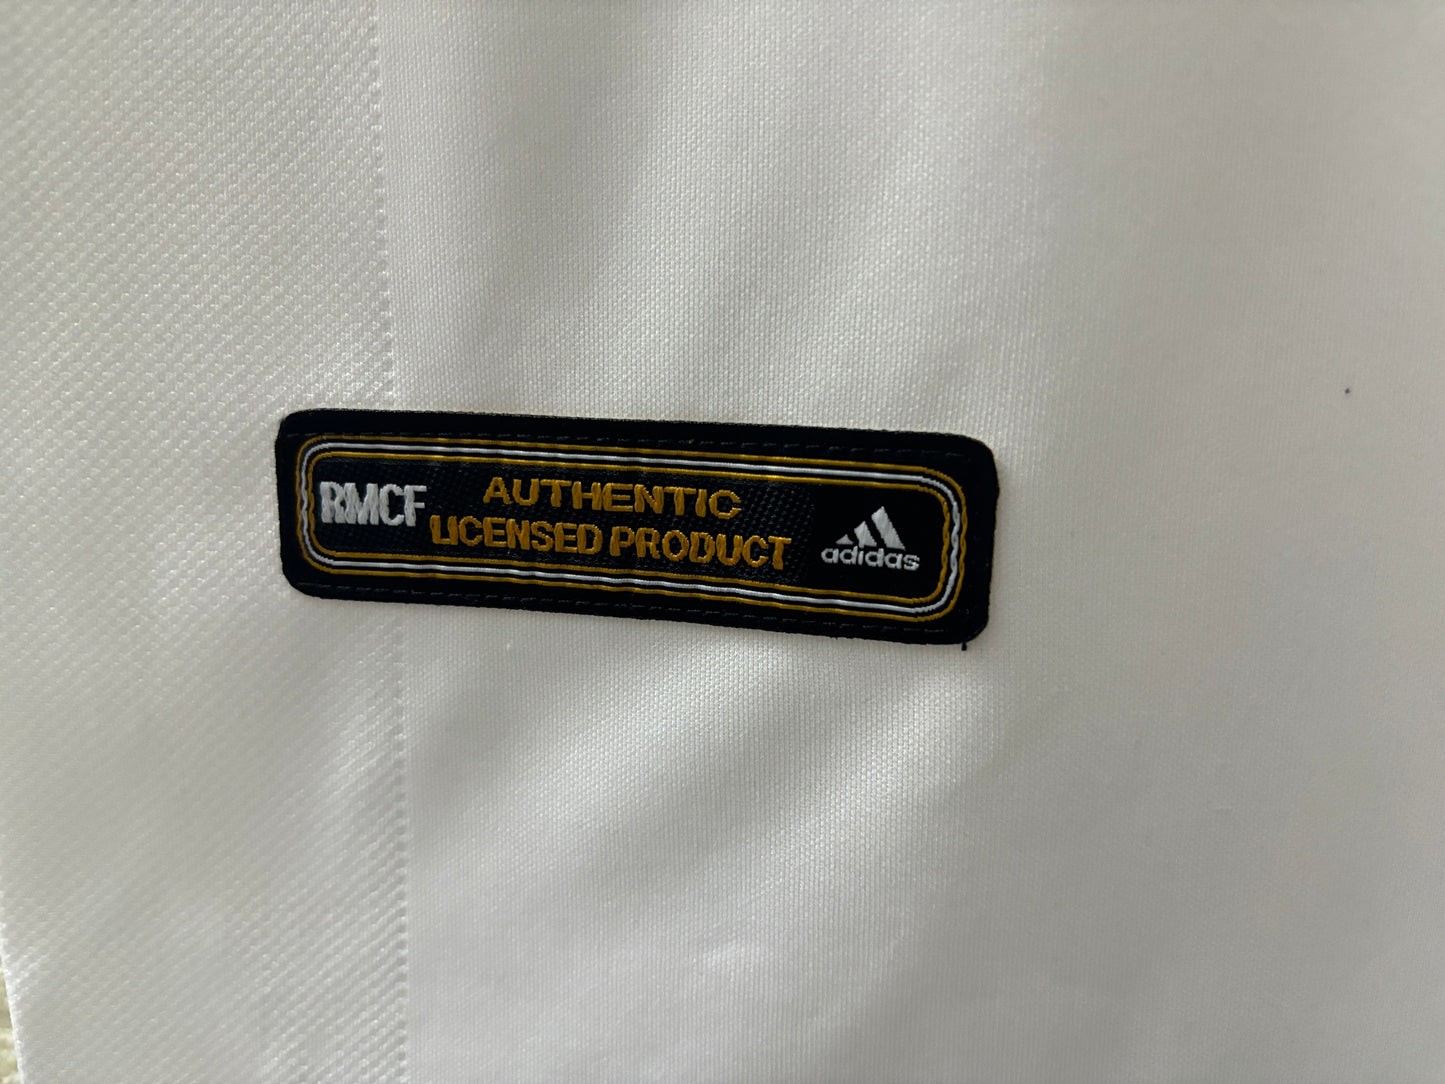 RMCF
AUTHENTIC
LICENSED PRODUCT
adidas